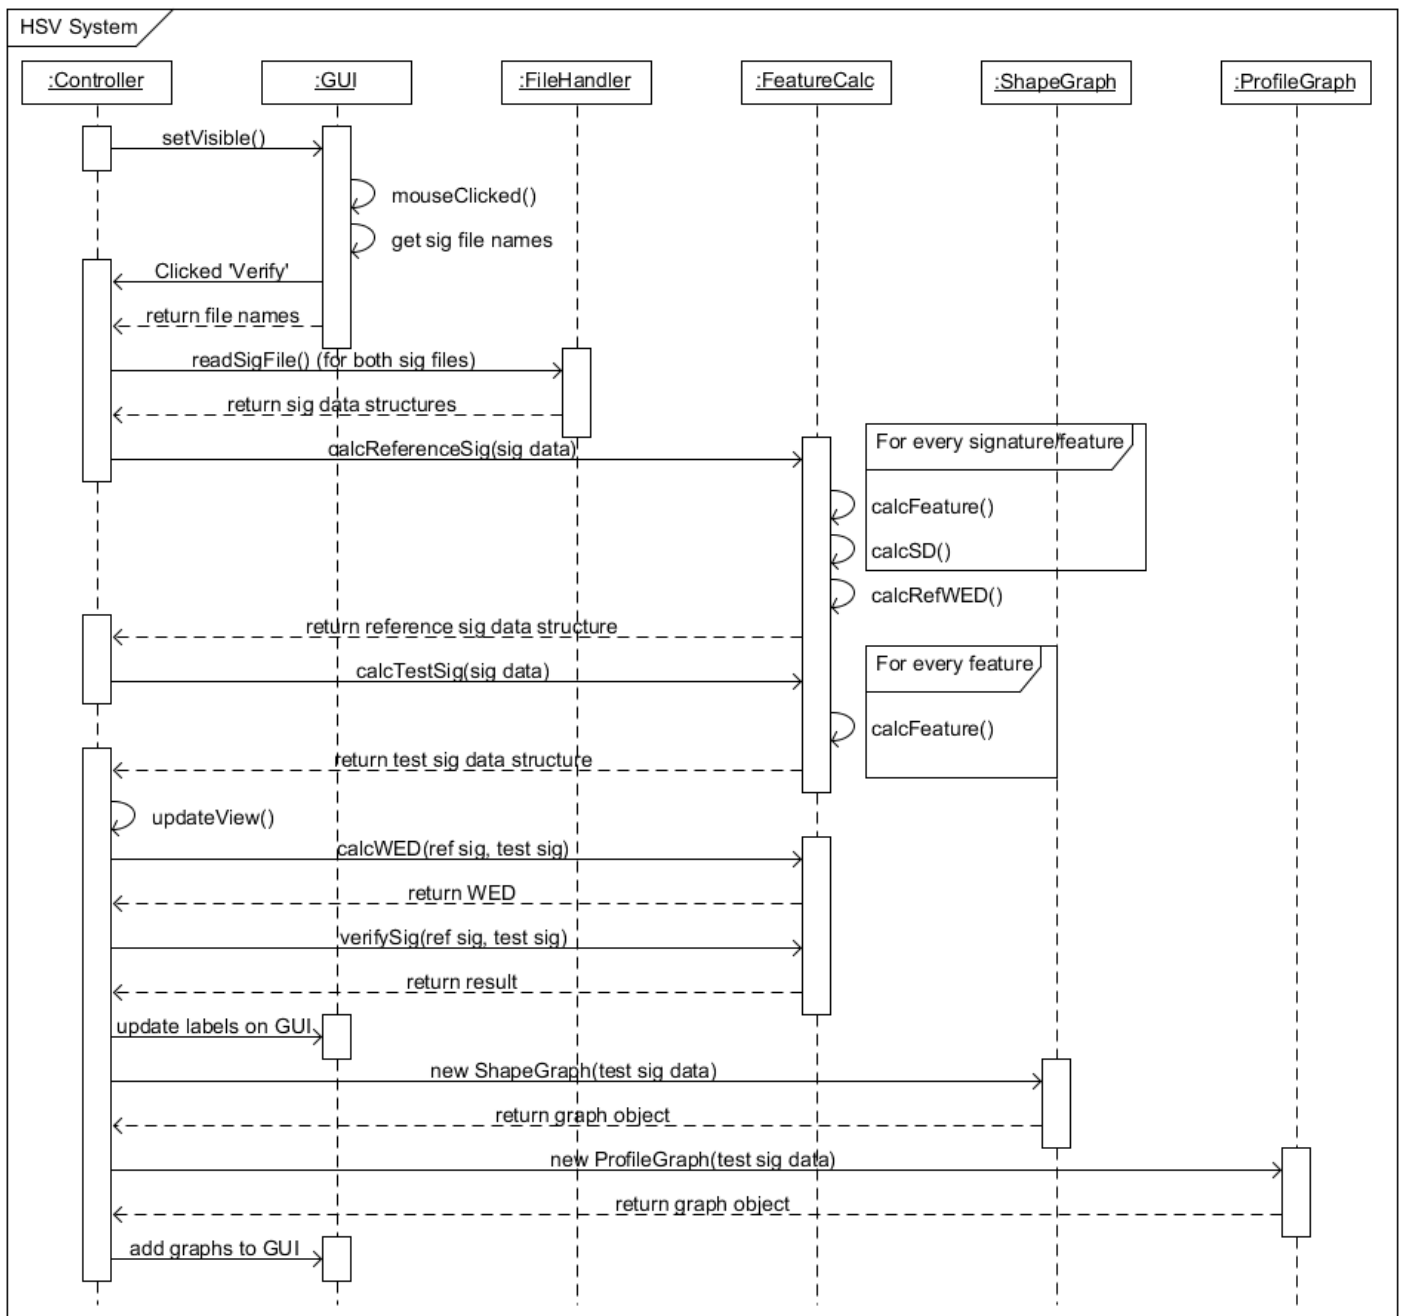 HSV System
:Controller
:GUI
:FileHandler
:FeatureCalc
:ShapeGraph
:ProfileGraph
setVisible()
mouseClicked()
get sig file names
Clicked 'Verify'
return file names
readSigFile() (for both sig files)
return sig data structures
For every signature/feature
calcReferenceSig(sig data)
calcFeature()
calcSD()
calcRefWED()
return reference sig data structure
For every feature
calcTestSig(sig data)
calcFeature()
return test sig data structure
updateView()
calcWED(ref sig, test sig)
return WED
verifySig(ref sig, test sig)
return result
update labels on GUI
new ShapeGraph(test sig data)
return graph object
new ProfileGraph(test sig data)
return graph object
add graphs to GUI